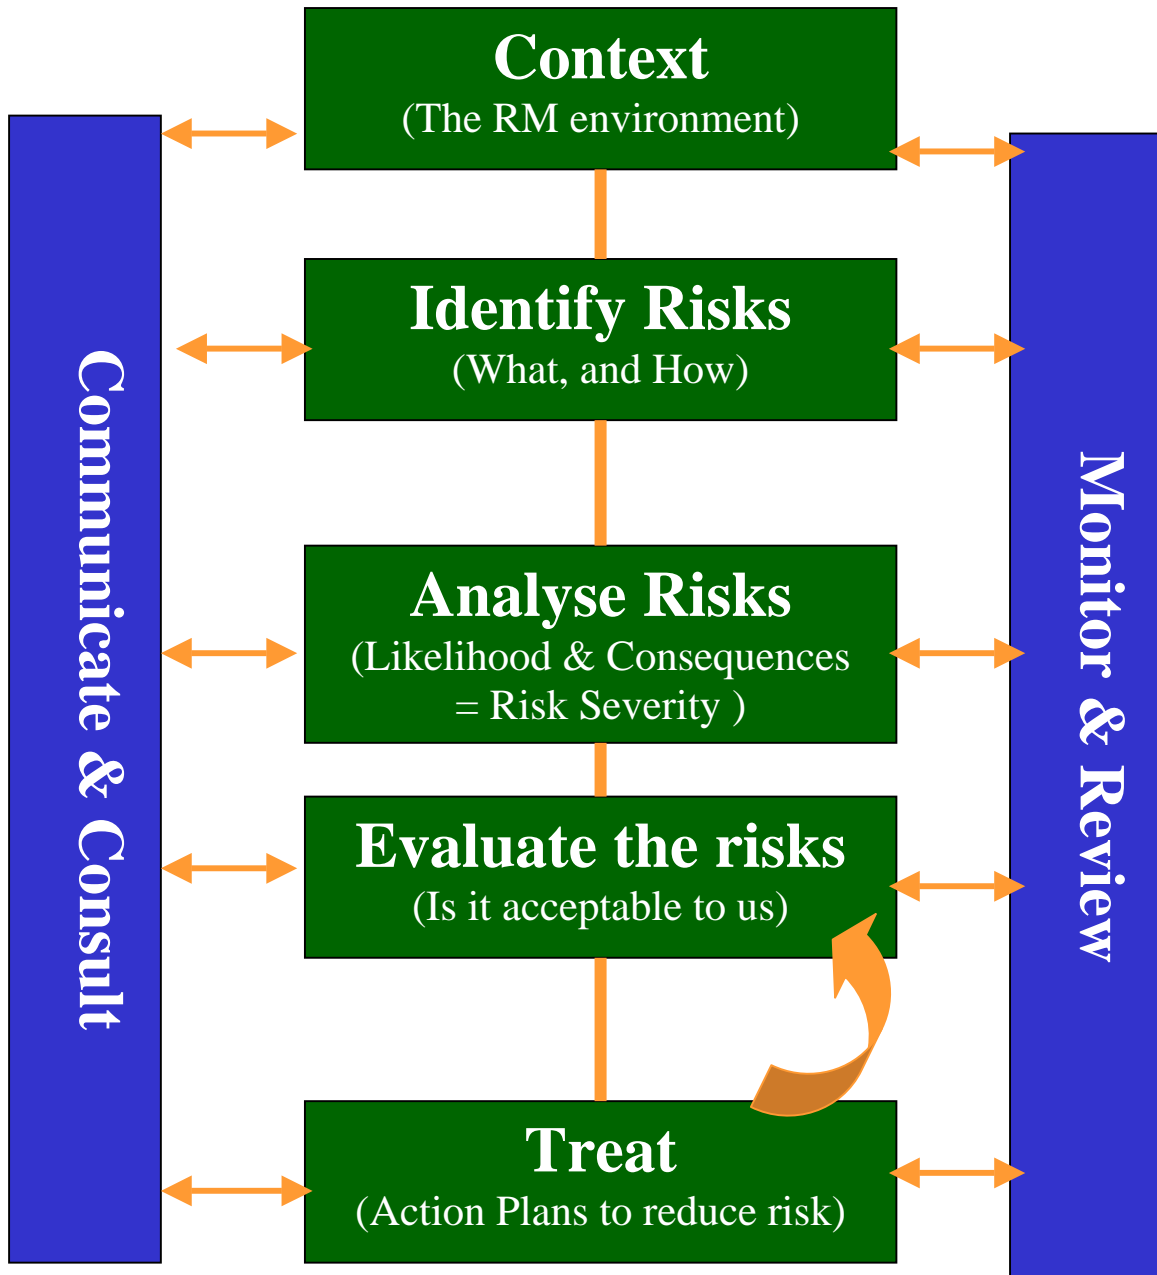 Context
(The RM environment)
Identify Risks
(What, and How)
Analyse Risks
(Likelihood & Consequences
= Risk Severity )
Evaluate the risks
(Is it acceptable to us)
Treat
(Action Plans to reduce risk)
Communicate & Consult
Monitor & Review